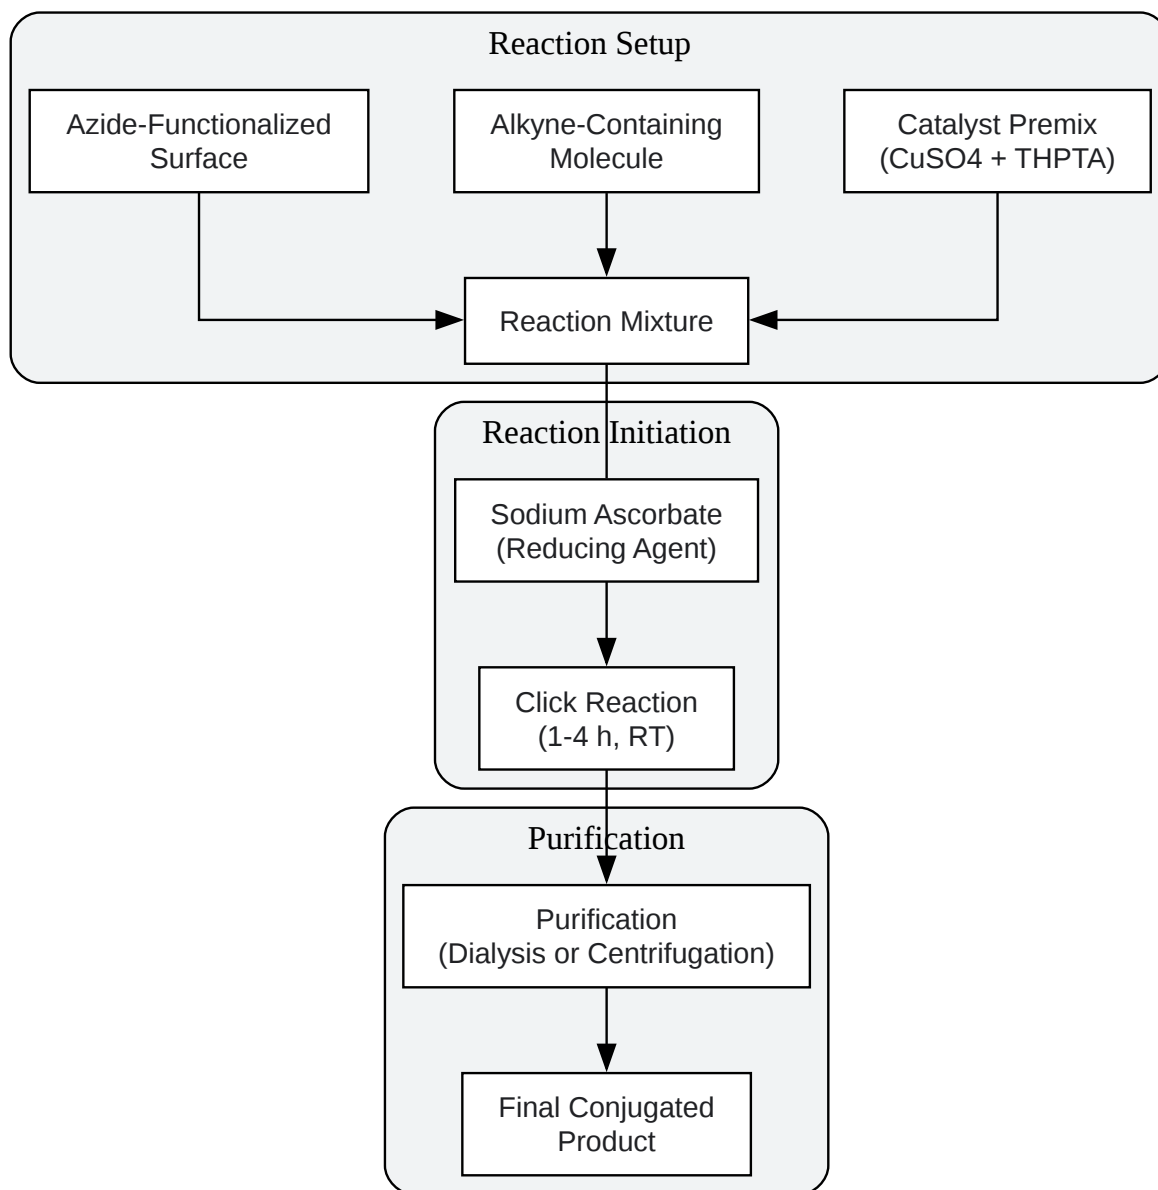 Reaction Setup
Azide-Functionalized
Surface
Alkyne-Containing
Molecule
Catalyst Premix
(CuSO4 + THPTA)
Reaction Mixture
Reaction Initiation
Sodium Ascorbate
(Reducing Agent)
Click Reaction
(1-4 h, RT)
Purification
Purification
(Dialysis or Centrifugation)
Final Conjugated
Product